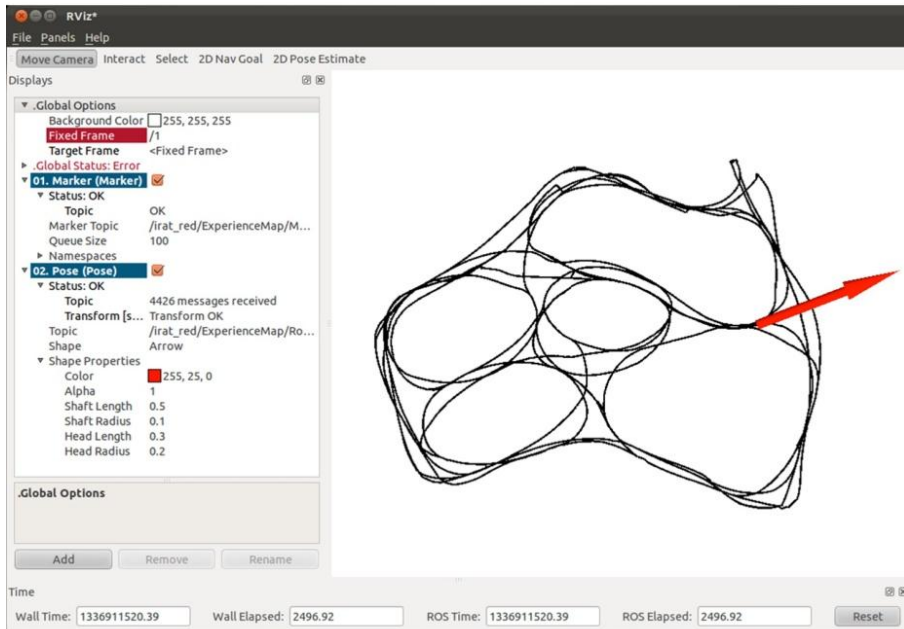 RViz*
File Panels Help
Move Camera Interact Select 2D Nav Goal 2D Pose Estimate
Displays
.Global Options
Background Color 255, 255, 255
Fixed Frame /1
Target Frame <Fixed Frame>
.Global Status: Error
01. Marker (Marker)
Status: OK
Topic OK
Marker Topic /irat_red/ExperienceMap/M...
Queue Size 100
Namespaces
02. Pose (Pose)
Status: OK
Topic 4426 messages received
Transform [s... Transform OK
Topic /irat_red/ExperienceMap/Ro...
Shape Arrow
Shape Properties
Color 255, 25, 0
Alpha 1
Shaft Length 0.5
Shaft Radius 0.1
Head Length 0.3
Head Radius 0.2
.Global Options
Add Remove Rename
Time
Wall Time: 1336911520.39 Wall Elapsed: 2496.92 ROS Time: 1336911520.39 ROS Elapsed: 2496.92 Reset